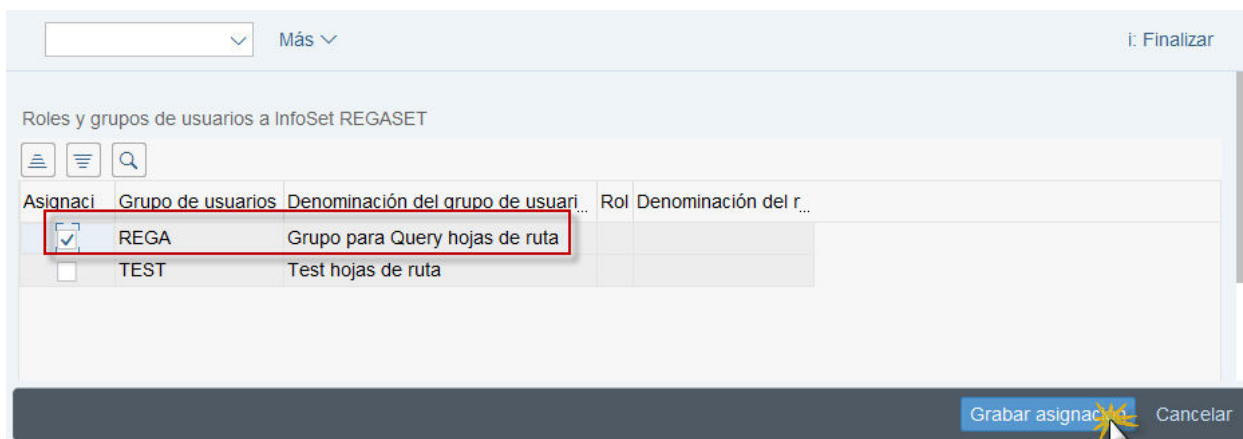 Más
i: Finalizar
Roles y grupos de usuarios a InfoSet REGASET
Asignaci Grupo de usuarios Denominación del grupo de usuari... Rol Denominación del r...
REGA Grupo para Query hojas de ruta
TEST Test hojas de ruta
Grabar asignación Cancelar